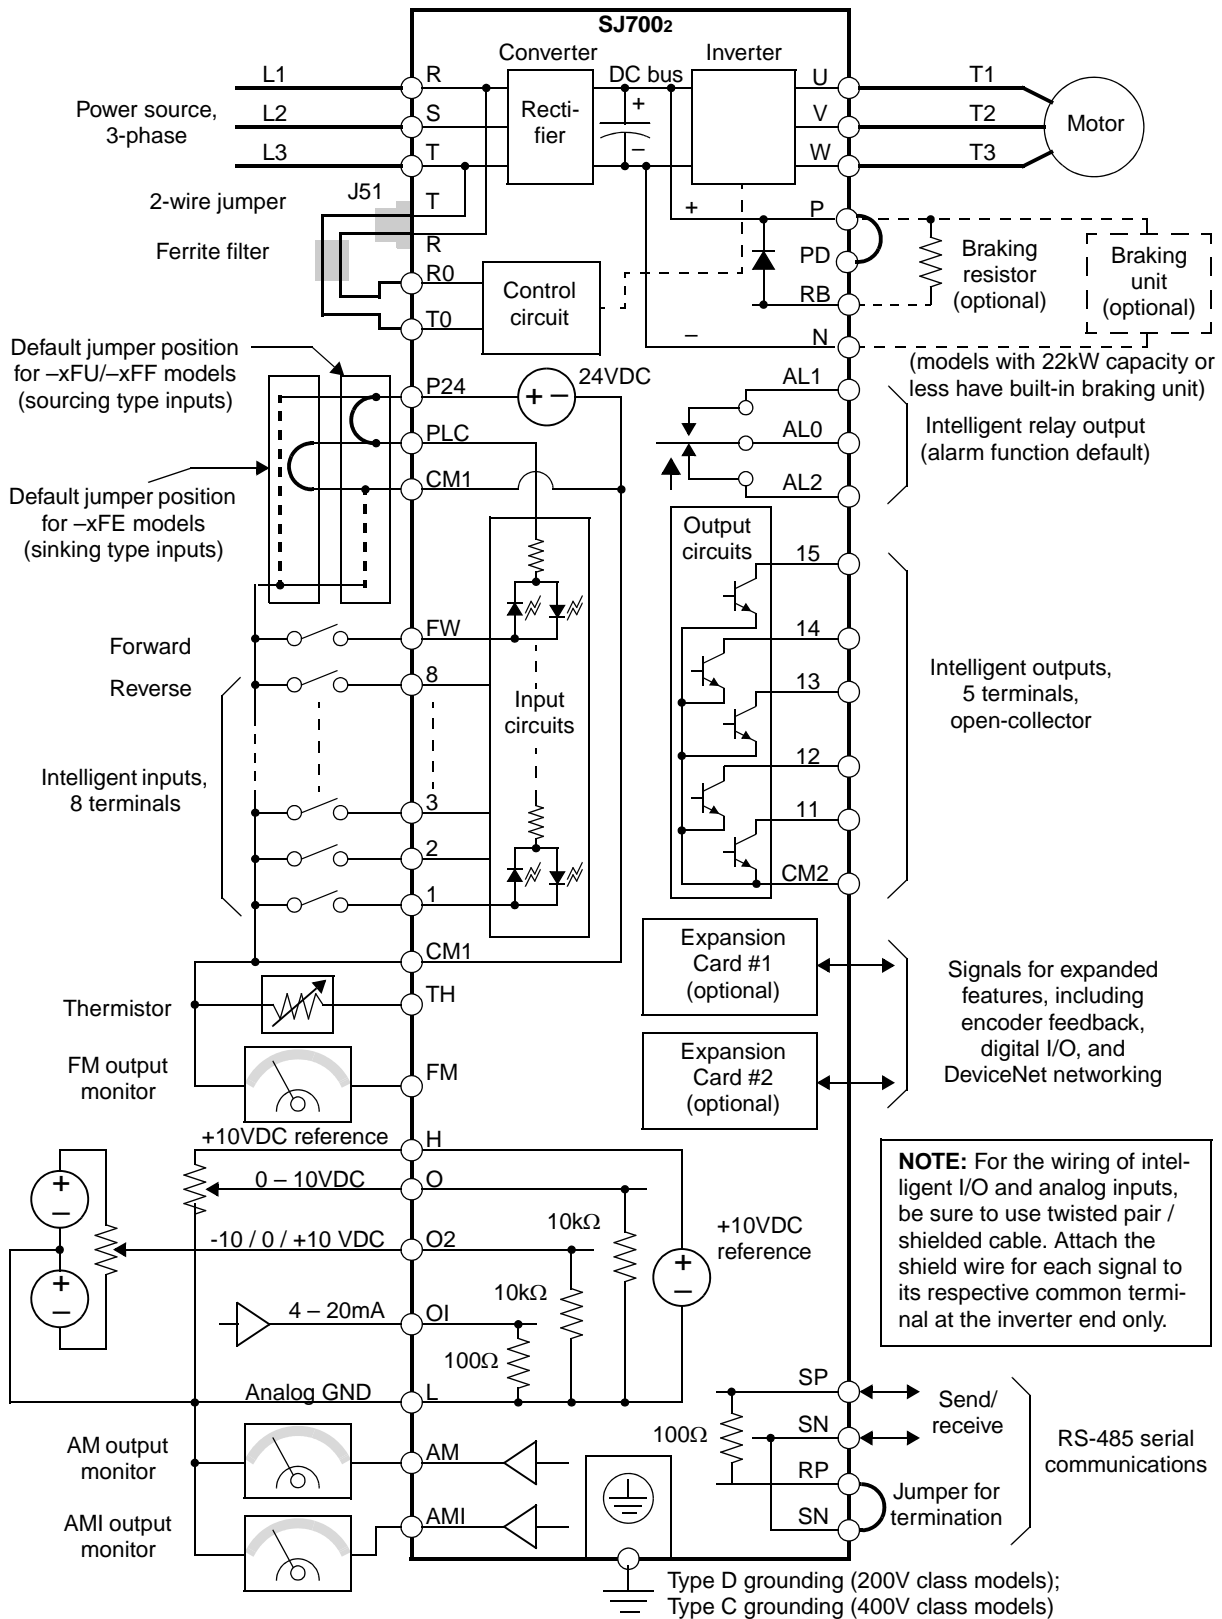 SJ7002
Converter
Inverter
L1
R
DC bus
U
T1
Power source,
3-phase
L2
S
Recti-
fier
+
V
T2
Motor
L3
T
–
W
T3
J51
2-wire jumper
T
+
P
Ferrite filter
R
PD
Braking
resistor
(optional)
Braking
unit
(optional)
R0
Control
circuit
RB
T0
–
N
Default jumper position
for –xFU/–xFF models
(sourcing type inputs)
(models with 22kW capacity or
less have built-in braking unit)
P24
+ –
24VDC
AL1
PLC
AL0
Intelligent relay output
(alarm function default)
CM1
AL2
Default jumper position
for –xFE models
(sinking type inputs)
Output
circuits
15
Forward
FW
14
Reverse
8
Input
circuits
13
Intelligent outputs,
5 terminals,
open-collector
Intelligent inputs,
8 terminals
12
3
11
2
CM2
1
CM1
Expansion
Card #1
(optional)
Signals for expanded
features, including
encoder feedback,
digital I/O, and
DeviceNet networking
Thermistor
TH
FM output
monitor
FM
Expansion
Card #2
(optional)
+10VDC reference
H
0 – 10VDC
O
+
–
10kΩ
+10VDC
reference
-10 / 0 / +10 VDC
O2
+
–
+
–
10kΩ
4 – 20mA
OI
100Ω
Analog GND
L
NOTE: For the wiring of intel-
ligent I/O and analog inputs,
be sure to use twisted pair /
shielded cable. Attach the
shield wire for each signal to
its respective common termi-
nal at the inverter end only.
SP
Send/
receive
100Ω
SN
RS-485 serial
communications
AM output
monitor
AM
RP
Jumper for
termination
AMI output
monitor
AMI
SN
Type D grounding (200V class models);
Type C grounding (400V class models)